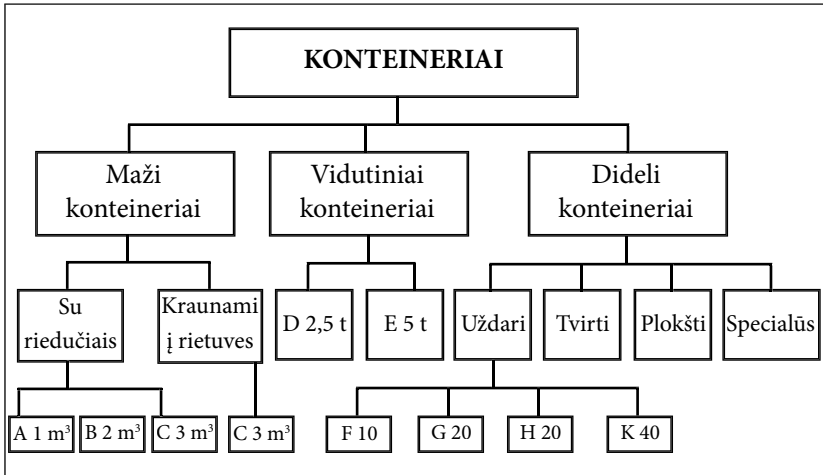 KONTEINERIAI
Maži
konteineriai
Vidutiniai
konteineriai
Dideli
konteineriai
Su
riedučiais
Kraunami
į rietuves
D 2,5 t
E 5 t
Uždari
Tvirti
Plokšti
Specialūs
A 1 m³
B 2 m³
C 3 m³
C 3 m³
F 10
G 20
H 20
K 40